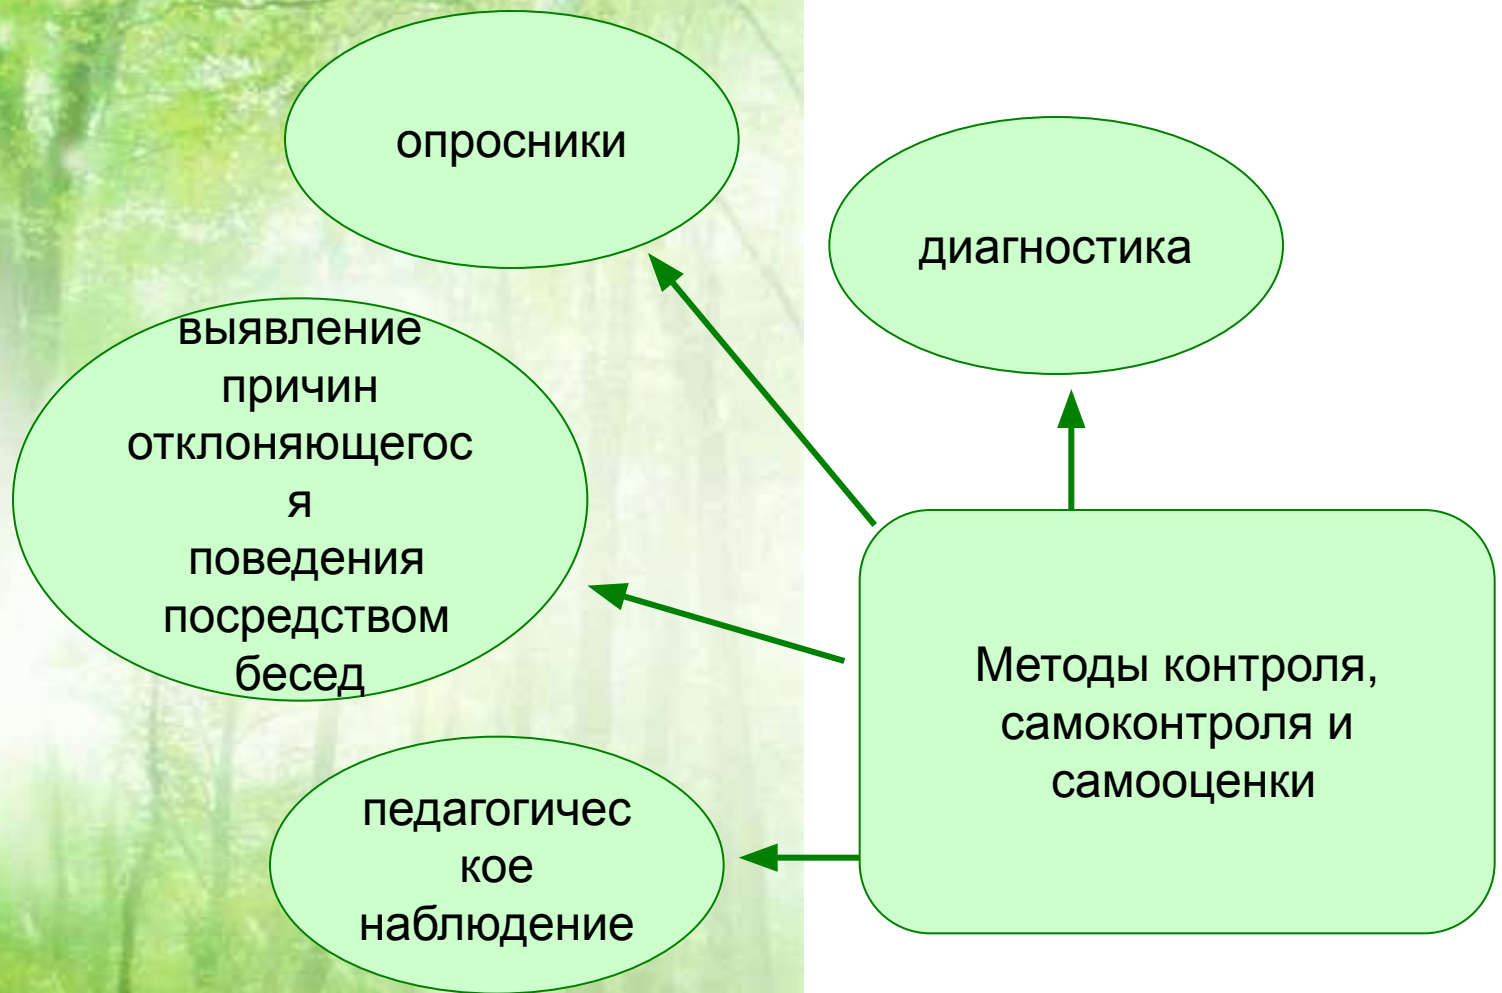 опросники
диагностика
выявление
причин
отклоняющегос
я
поведения
посредством
бесед
Методы контроля,
самоконтроля и
самооценки
педагогичес
кое
наблюдение